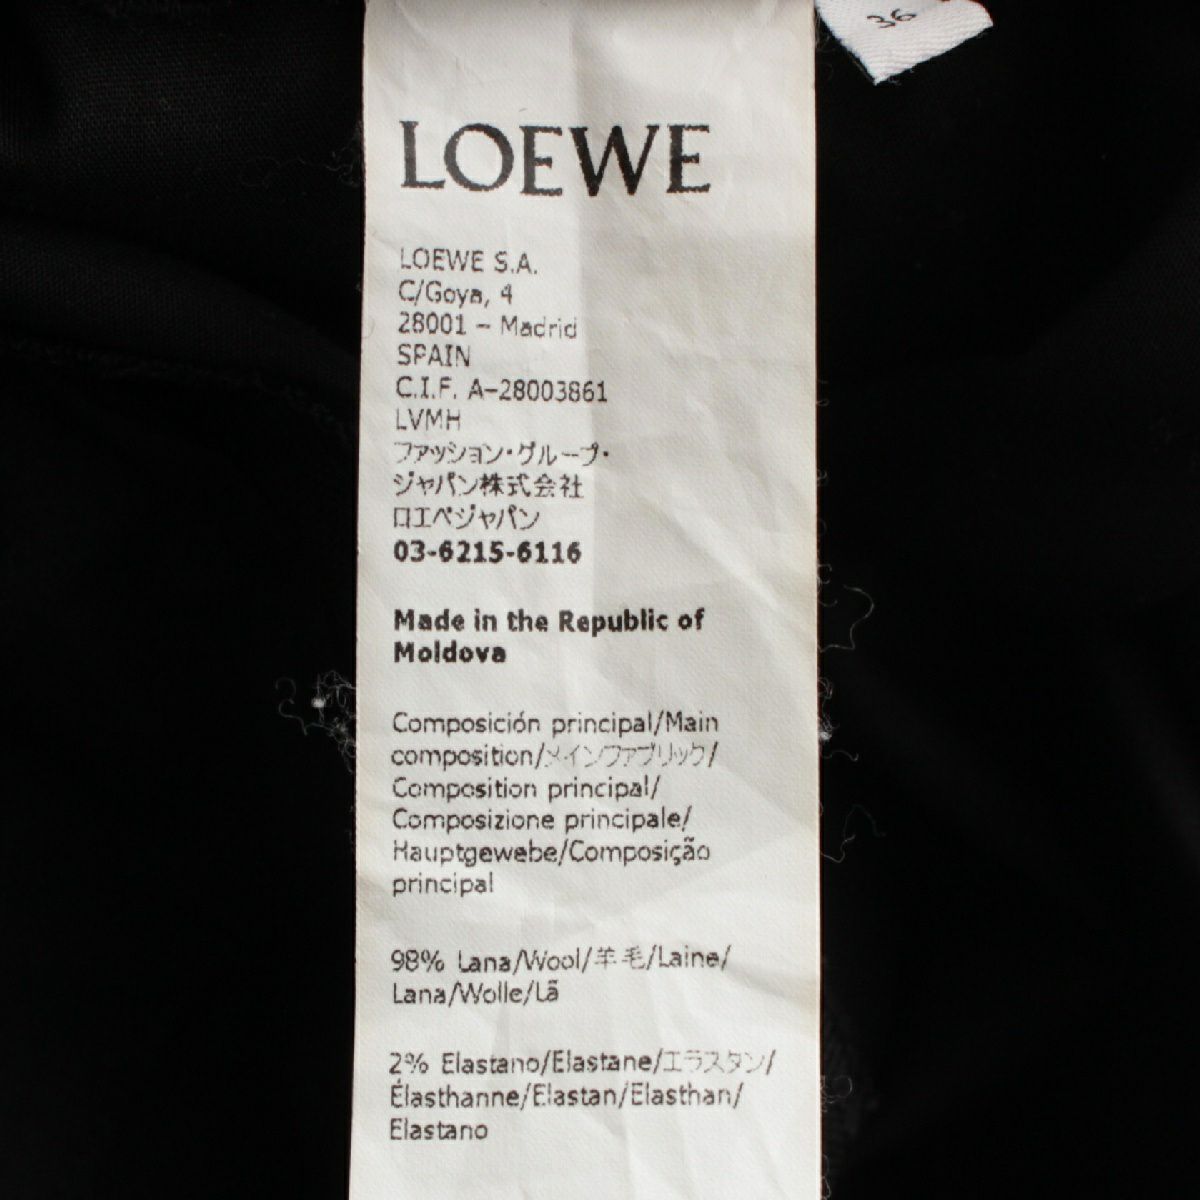 36
LOEWE
LOEWE S.A.
C/Goya, 4
28001 – Madrid
SPAIN
C.I.F. A-28003861
LVMH
ファッション・グループ・
ジャパン株式会社
ロエベジャパン
03-6215-6116
Made in the Republic of
Moldova
Composición principal/Main
composition/メインファブリック/
Composition principal/
Composizione principale/
Hauptgewebe/Composição
principal
98% Lana/Wool/羊毛/Laine/
Lana/Wolle/Lã
2% Elastano/Elastane/エラスタン/
Élasthanne/Elastan/Elasthan/
Elastano